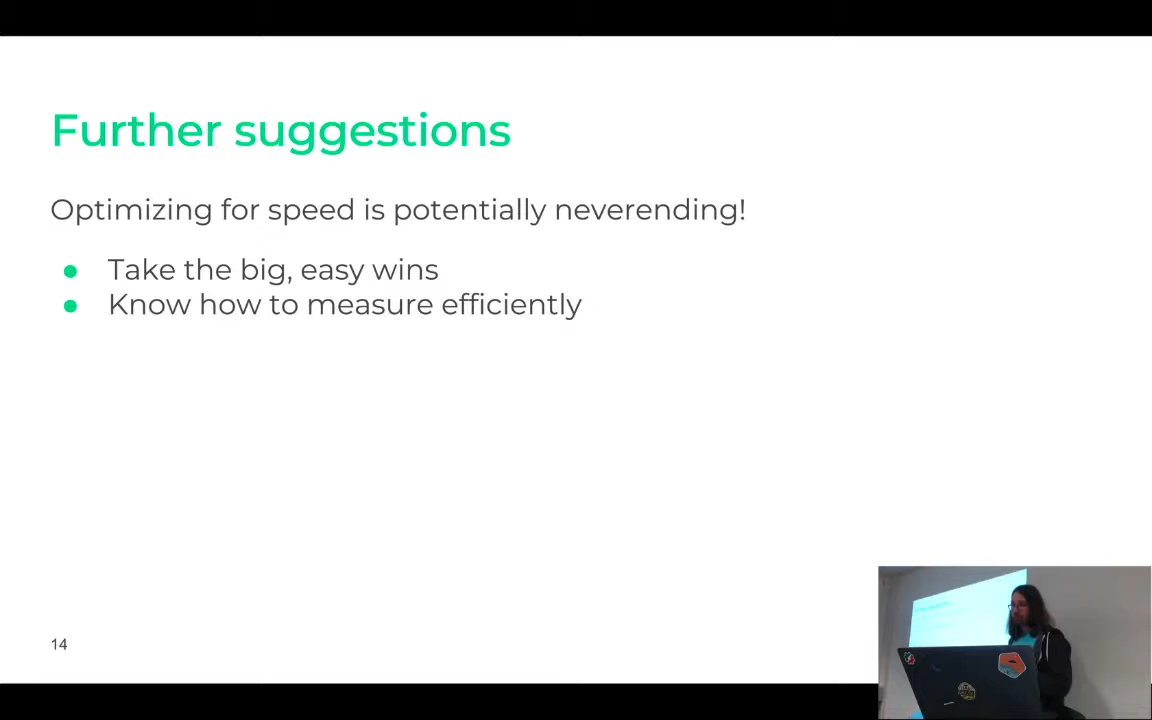 Further suggestions
Optimizing for speed is potentially neverending!
● Take the big, easy wins
● Know how to measure efficiently
14